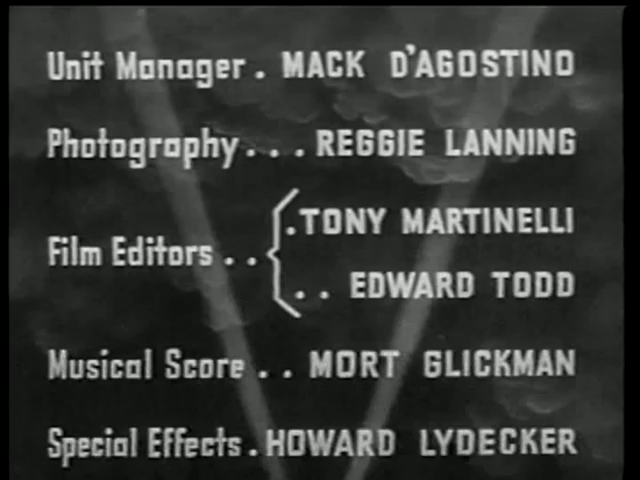 Unit Manager . MACK D'AGOSTINO
Photography . . . REGGIE LANNING
Film Editors . . { . TONY MARTINELLI
. . EDWARD TODD
Musical Score . . MORT GLICKMAN
Special Effects . HOWARD LYDECKER